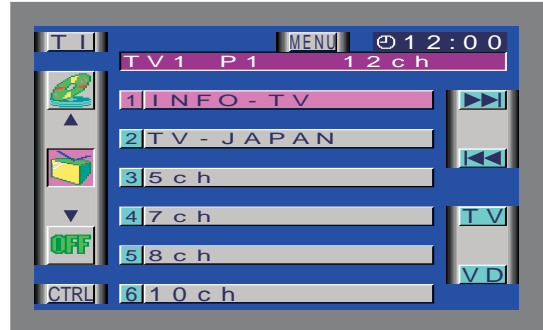 TI MENU 12:00
TV1 P1 12ch
1 INFO-TV
2 TV-JAPAN
3 5ch
4 7ch TV
OFF 5 8ch
VD
CTRL 6 10ch